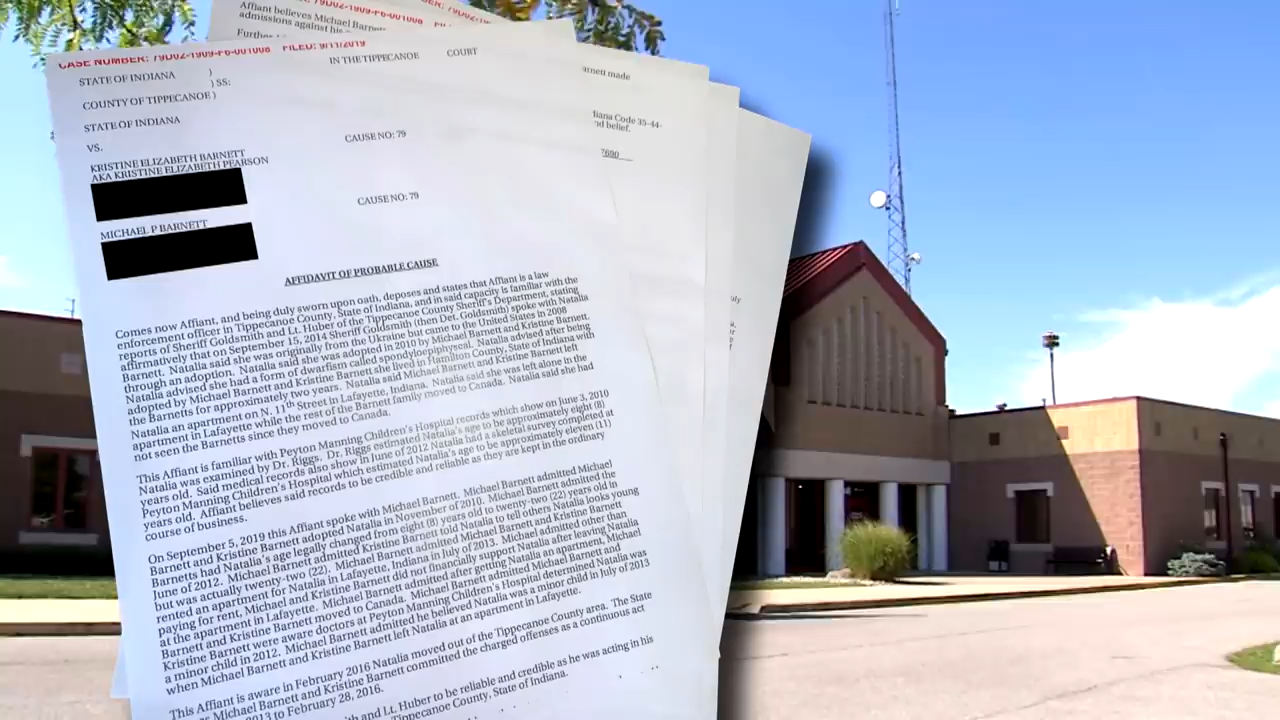 79D02-1909-F6-001008
Affiant believes Michael Barnett
admissions against his
CASE NUMBER: 79D02-1909-F6-001008 FILED: 9/11/2019
IN THE TIPPECANOE COURT
STATE OF INDIANA )
) SS:
COUNTY OF TIPPECANOE )
STATE OF INDIANA
VS.
CAUSE NO: 79
KRISTINE ELIZABETH BARNETT
AKA KRISTINE ELIZABETH PEARSON
CAUSE NO: 79
MICHAEL P BARNETT
AFFIDAVIT OF PROBABLE CAUSE
Comes now Affiant, and being duly sworn upon oath, deposes and states that Affiant is a law
enforcement officer in Tippecanoe County, State of Indiana, and in said capacity is familiar with the
reports of Sheriff Goldsmith and Lt. Huber of the Tippecanoe County Sheriff's Department, stating
affirmatively that on September 15, 2014 Sheriff Goldsmith (then Det. Goldsmith) spoke with Natalia
Barnett. Natalia said she was originally from the Ukraine but came to the United States in 2008
through an adoption. Natalia said she was adopted in 2010 by Michael Barnett and Kristine Barnett.
Natalia advised she had a form of dwarfism called spondyloepiphyseal. Natalia advised after being
adopted by Michael Barnett and Kristine Barnett she lived in Hamilton County, State of Indiana with
the Barnetts for approximately two years. Natalia said Michael Barnett and Kristine Barnett left
Natalia an apartment on N. 11th Street in Lafayette, Indiana. Natalia said she was left alone in the
apartment in Lafayette while the rest of the Barnett family moved to Canada. Natalia said she had
not seen the Barnetts since they moved to Canada.
This Affiant is familiar with Peyton Manning Children's Hospital records which show on June 3, 2010
Natalia was examined by Dr. Riggs. Dr. Riggs estimated Natalia's age to be approximately eight (8)
years old. Said medical records also show in June of 2012 Natalia had a skeletal survey completed at
Peyton Manning Children's Hospital which estimated Natalia's age to be approximately eleven (11)
years old. Affiant believes said records to be credible and reliable as they are kept in the ordinary
course of business.
On September 5, 2019 this Affiant spoke with Michael Barnett. Michael Barnett admitted Michael
Barnett and Kristine Barnett adopted Natalia in November of 2010. Michael Barnett admitted the
Barnetts had Natalia's age legally changed from eight (8) years old to twenty-two (22) years old in
June of 2012. Michael Barnett admitted Kristine Barnett told Natalia to tell others Natalia looks young
but was actually twenty-two (22). Michael Barnett admitted Michael Barnett and Kristine Barnett
rented an apartment for Natalia in Lafayette, Indiana in July of 2013. Michael Barnett admitted other than
paying for rent, Michael and Kristine Barnett did not financially support Natalia after leaving Natalia
at the apartment in Lafayette. Michael Barnett admitted after getting Natalia an apartment, Michael
Barnett and Kristine Barnett moved to Canada. Michael Barnett admitted Michael Barnett and
Kristine Barnett were aware doctors at Peyton Manning Children's Hospital determined Natalia was
a minor child in 2012. Michael Barnett admitted he believed Natalia was a minor child in July of 2013
when Michael Barnett and Kristine Barnett left Natalia at an apartment in Lafayette.
This Affiant is aware in February 2016 Natalia moved out of the Tippecanoe County area. The State
Michael Barnett and Kristine Barnett committed the charged offenses as a continuous act
2013 to February 28, 2016.
and Lt. Huber to be reliable and credible as he was acting in his
Tippecanoe County, State of Indiana.
arnett made
diana Code 35-44-
nd belief.
7690